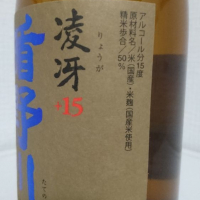 アルコール分15度
原材料名/米(国産)・米麹(国産米使用)
精米歩合/50%
凌冴
りょうが
+15